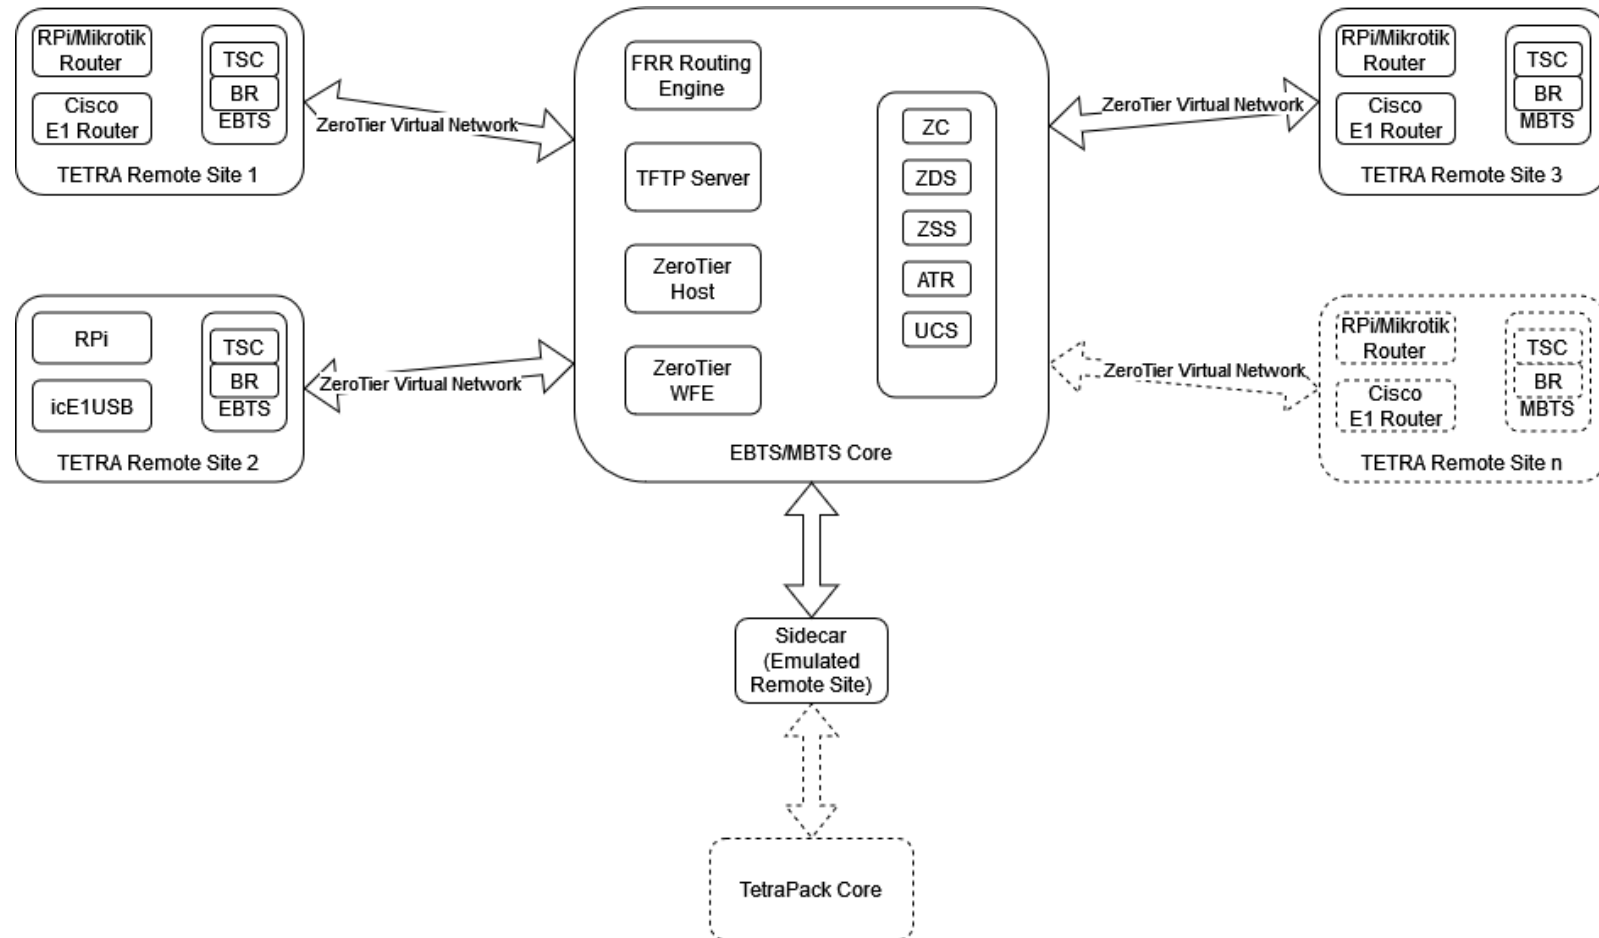 RPi/Mikrotik
Router
Cisco
E1 Router
TSC
BR
EBTS
TETRA Remote Site 1
ZeroTier Virtual Network
RPi
icE1USB
TSC
BR
EBTS
TETRA Remote Site 2
ZeroTier Virtual Network
FRR Routing
Engine
TFTP Server
ZeroTier
Host
ZeroTier
WFE
ZC
ZDS
ZSS
ATR
UCS
EBTS/MBTS Core
ZeroTier Virtual Network
RPi/Mikrotik
Router
Cisco
E1 Router
TSC
BR
MBTS
TETRA Remote Site 3
ZeroTier Virtual Network
RPi/Mikrotik
Router
Cisco
E1 Router
TSC
BR
MBTS
TETRA Remote Site n
Sidecar
(Emulated
Remote Site)
TetraPack Core